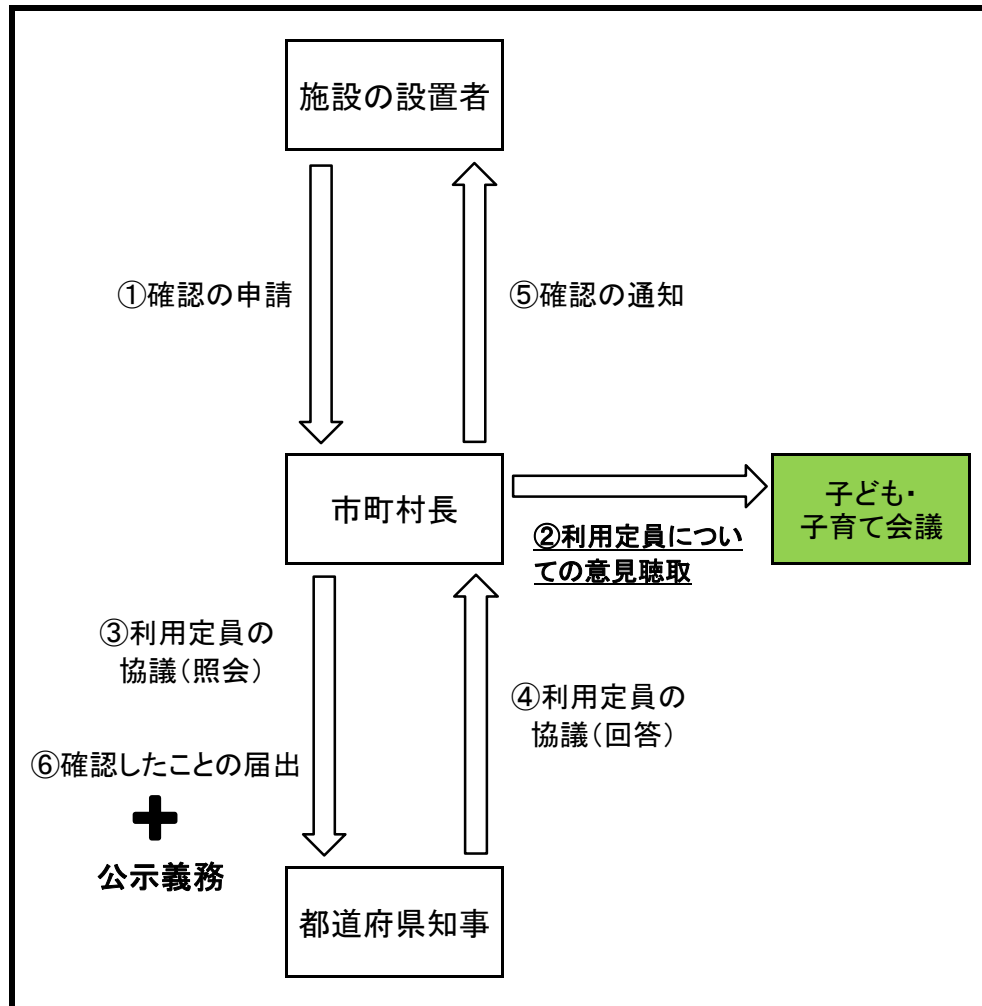 施設の設置者
①確認の申請
⑤確認の通知
市町村長
子ども・
子育て会議
②利用定員につい
ての意見聴取
③利用定員の
協議（照会）
④利用定員の
協議（回答）
⑥確認したことの届出
＋
公示義務
都道府県知事